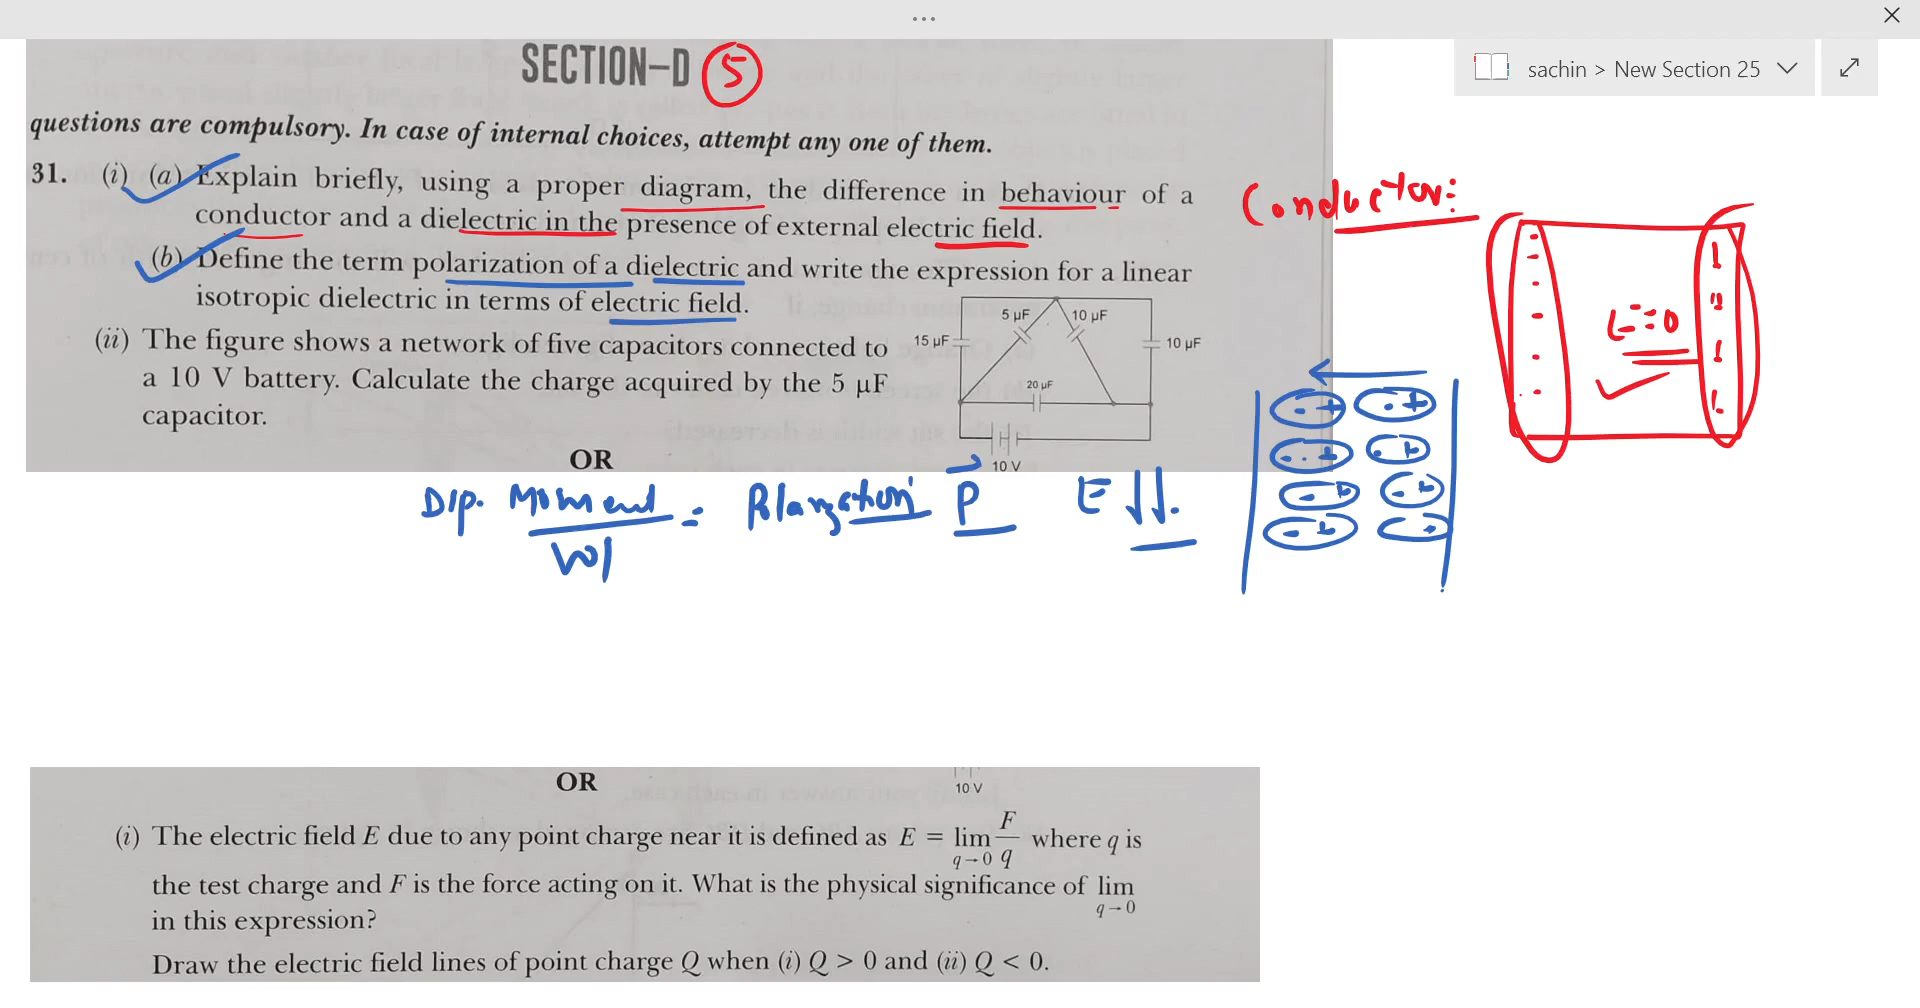 SECTION–D 5
sachin > New Section 25
questions are compulsory. In case of internal choices, attempt any one of them.
31. (i) (a) Explain briefly, using a proper diagram, the difference in behaviour of a
conductor and a dielectric in the presence of external electric field.
Conductor:
(b) Define the term polarization of a dielectric and write the expression for a linear
isotropic dielectric in terms of electric field.
E=0
(ii) The figure shows a network of five capacitors connected to
a 10 V battery. Calculate the charge acquired by the 5 µF
capacitor.
5 µF 10 µF
15 µF 10 µF
20 µF
10 V
OR
Dip. Moment = Polarization P E
OR
10 V
(i) The electric field E due to any point charge near it is defined as E = lim q→0 F/q where q is
the test charge and F is the force acting on it. What is the physical significance of lim q→0
in this expression?
Draw the electric field lines of point charge Q when (i) Q > 0 and (ii) Q < 0.